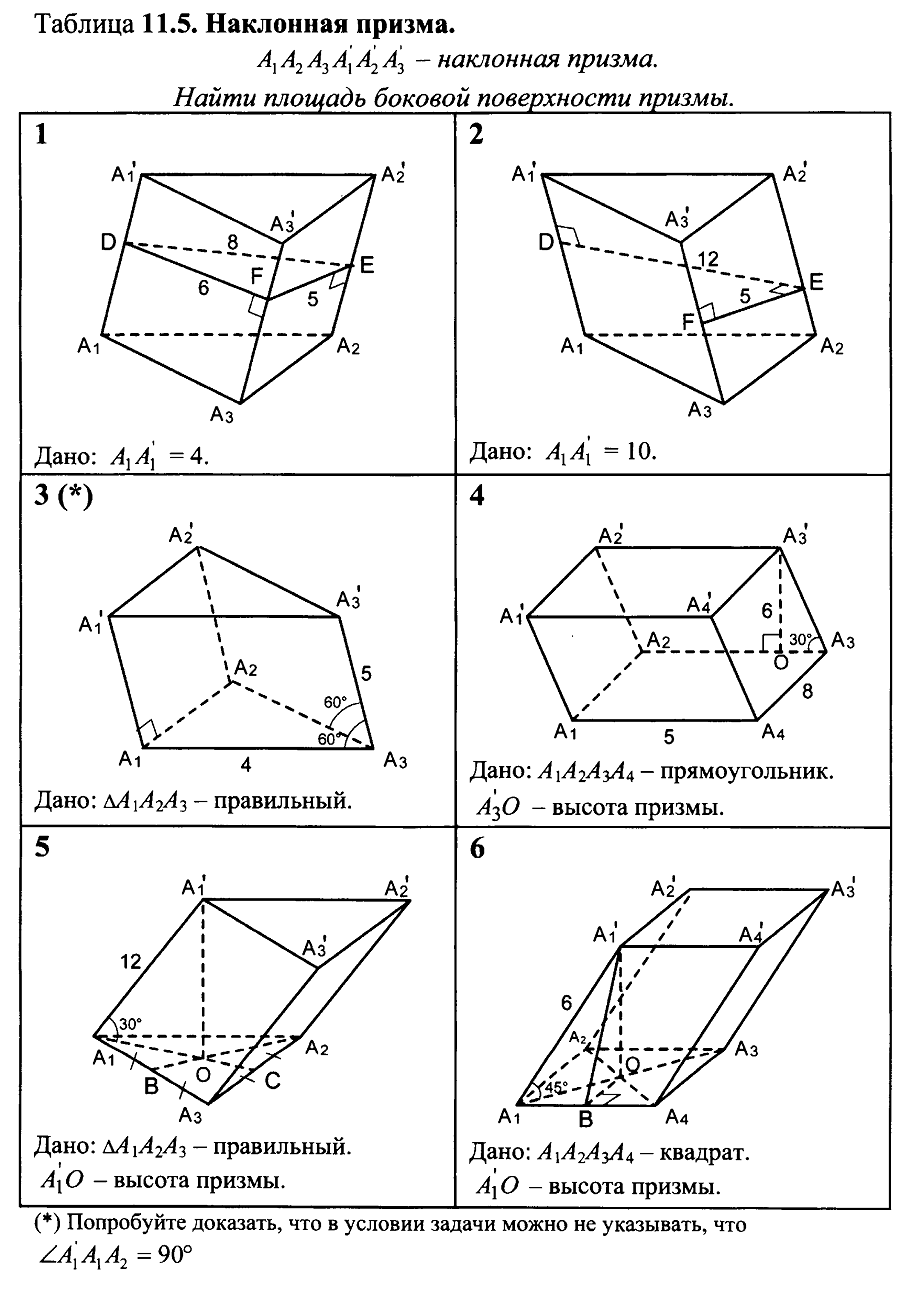 Таблица 11.5. Наклонная призма.
A₁A₂A₃A₁'A₂'A₃' – наклонная призма.
Найти площадь боковой поверхности призмы.
1
A₁'
A₂'
A₃'
D
8
E
F
6
5
A₁
A₂
A₃
Дано: A₁A₁' = 4.
2
A₁'
A₂'
A₃'
D
12
E
5
F
A₁
A₂
A₃
Дано: A₁A₁' = 10.
3 (*)
A₂'
A₁'
A₃'
A₂
5
60°
60°
A₁
4
A₃
Дано: ΔA₁A₂A₃ – правильный.
4
A₂'
A₃'
A₁'
A₄'
6
A₂
30°
A₃
O
8
A₁
5
A₄
Дано: A₁A₂A₃A₄ – прямоугольник.
A₃'O – высота призмы.
5
A₁'
A₂'
A₃'
12
30°
A₁
A₂
B
O
C
A₃
Дано: ΔA₁A₂A₃ – правильный.
A₁'O – высота призмы.
6
A₂'
A₃'
A₁'
A₄'
6
A₂
A₃
O
45°
A₁
B
A₄
Дано: A₁A₂A₃A₄ – квадрат.
A₁'O – высота призмы.
(*) Попробуйте доказать, что в условии задачи можно не указывать, что
∠A₁'A₁A₂ = 90°